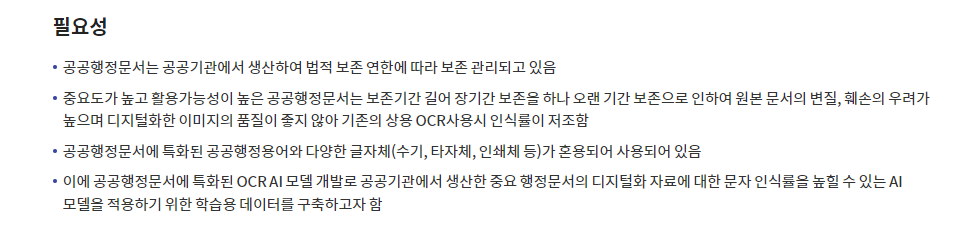 필요성
• 공공행정문서는 공공기관에서 생산하여 법적 보존 연한에 따라 보존 관리되고 있음
• 중요도가 높고 활용가능성이 높은 공공행정문서는 보존기간 길어 장기간 보존을 하나 오랜 기간 보존으로 인하여 원본 문서의 변질, 훼손의 우려가
높으며 디지털화한 이미지의 품질이 좋지 않아 기존의 상용 OCR사용시 인식률이 저조함
• 공공행정문서에 특화된 공공행정용어와 다양한 글자체(수기, 타자체, 인쇄체 등)가 혼용되어 사용되어 있음
• 이에 공공행정문서에 특화된 OCR AI 모델 개발로 공공기관에서 생산한 중요 행정문서의 디지털화 자료에 대한 문자 인식률을 높힐 수 있는 AI
모델을 적용하기 위한 학습용 데이터를 구축하고자 함